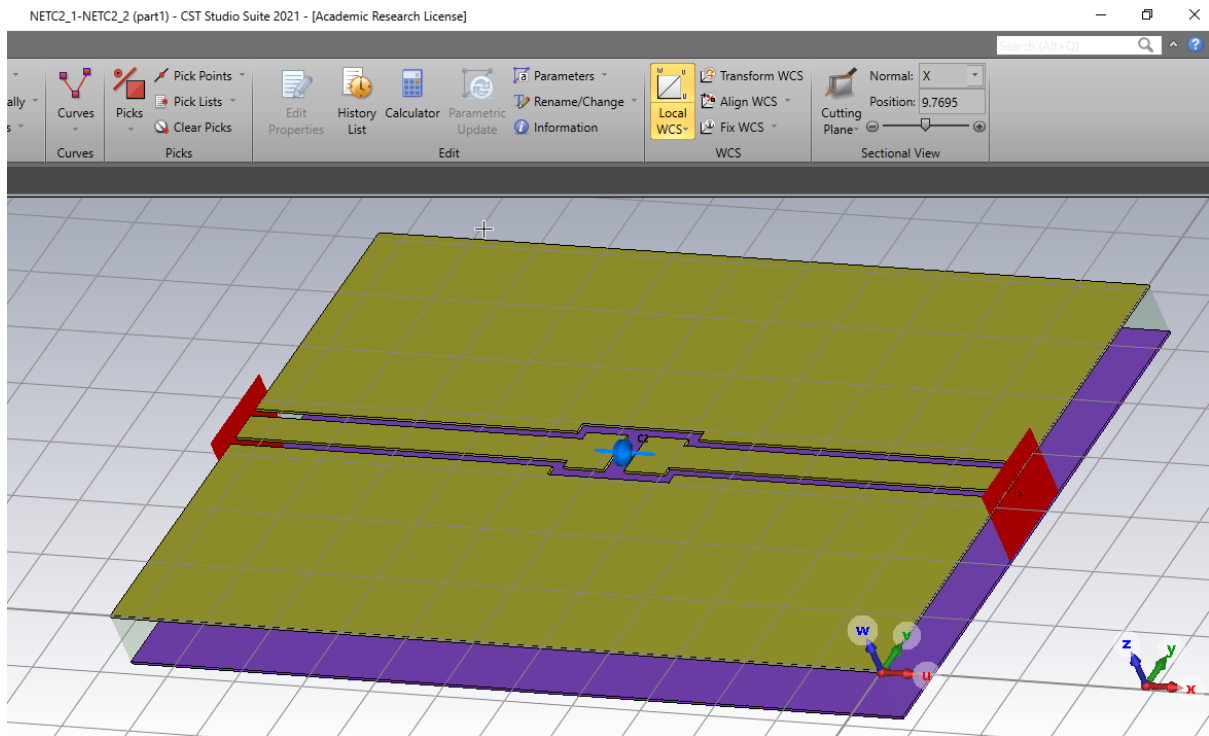 NETC2_1-NETC2_2 (part1) - CST Studio Suite 2021 - [Academic Research License]
Search (Alt+Q)
ally
s
Curves
Curves
Picks
Pick Points
Pick Lists
Clear Picks
Picks
Edit
Properties
History
List
Calculator
Parametric
Update
Parameters
Rename/Change
Information
Edit
Local
WCS
Transform WCS
Align WCS
Fix WCS
WCS
Cutting
Plane
Normal: X
Position: 9.7695
Sectional View
C2
w
v
u
z
y
x